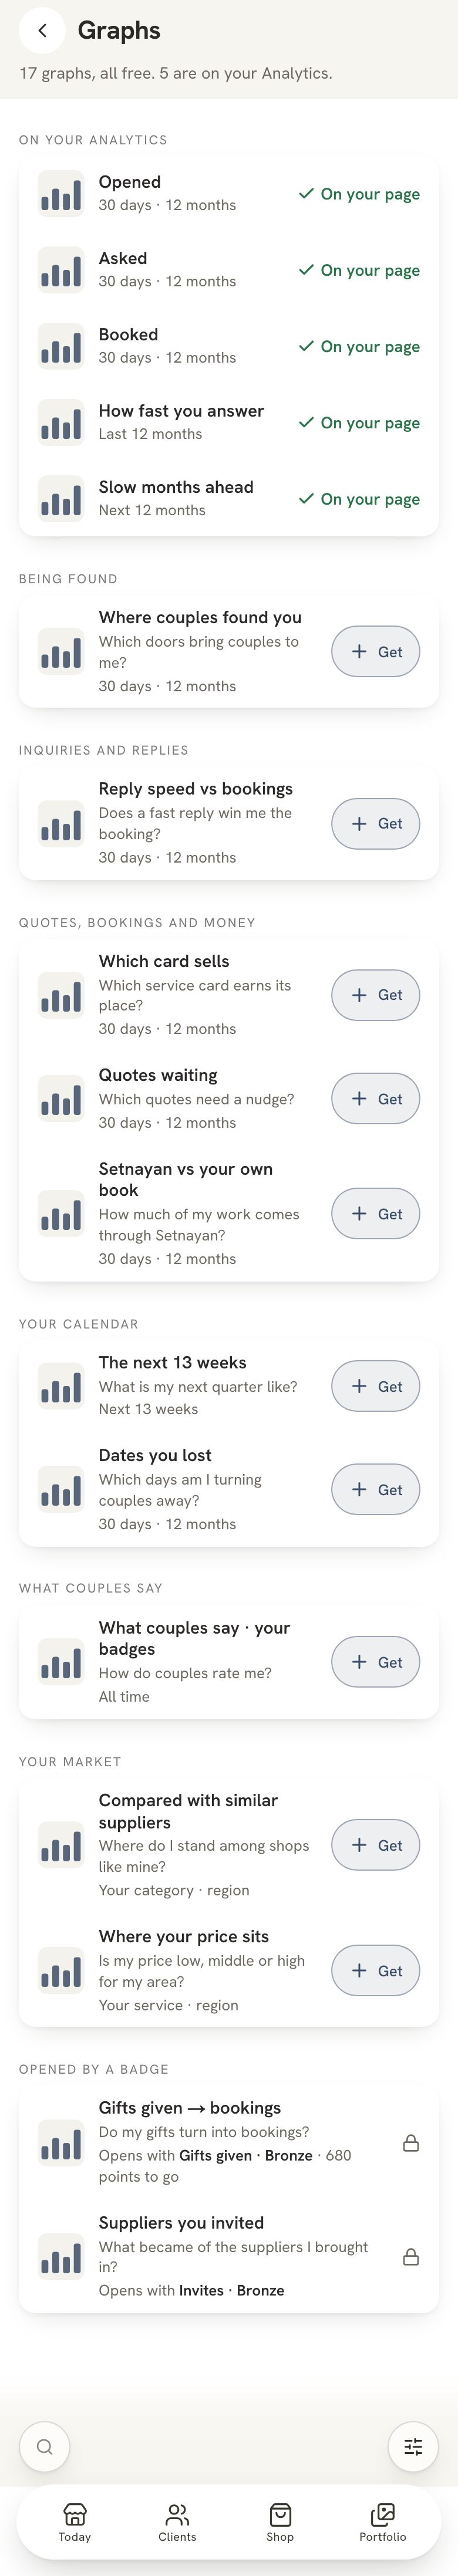 Graphs
17 graphs, all free. 5 are on your Analytics.
ON YOUR ANALYTICS
Opened
30 days · 12 months
On your page
Asked
30 days · 12 months
On your page
Booked
30 days · 12 months
On your page
How fast you answer
Last 12 months
On your page
Slow months ahead
Next 12 months
On your page
BEING FOUND
Where couples found you
Which doors bring couples to
me?
30 days · 12 months
Get
INQUIRIES AND REPLIES
Reply speed vs bookings
Does a fast reply win me the
booking?
30 days · 12 months
Get
QUOTES, BOOKINGS AND MONEY
Which card sells
Which service card earns its
place?
30 days · 12 months
Get
Quotes waiting
Which quotes need a nudge?
30 days · 12 months
Get
Setnayan vs your own
book
How much of my work comes
through Setnayan?
30 days · 12 months
Get
YOUR CALENDAR
The next 13 weeks
What is my next quarter like?
Next 13 weeks
Get
Dates you lost
Which days am I turning
couples away?
30 days · 12 months
Get
WHAT COUPLES SAY
What couples say · your
badges
How do couples rate me?
All time
Get
YOUR MARKET
Compared with similar
suppliers
Where do I stand among shops
like mine?
Your category · region
Get
Where your price sits
Is my price low, middle or high
for my area?
Your service · region
Get
OPENED BY A BADGE
Gifts given → bookings
Do my gifts turn into bookings?
Opens with Gifts given · Bronze · 680
points to go
Suppliers you invited
What became of the suppliers I brought
in?
Opens with Invites · Bronze
Today
Clients
Shop
Portfolio